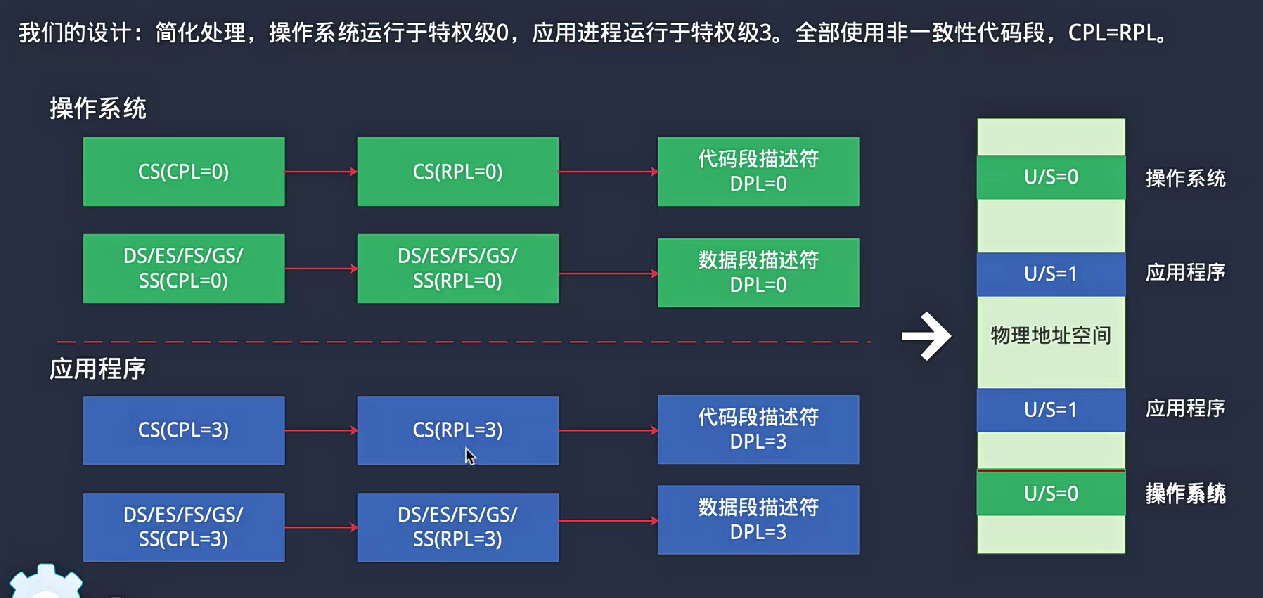 我们的设计：简化处理，操作系统运行于特权级0，应用进程运行于特权级3。全部使用非一致性代码段，CPL=RPL。
操作系统
CS(CPL=0)
CS(RPL=0)
代码段描述符
DPL=0
DS/ES/FS/GS/
SS(CPL=0)
DS/ES/FS/GS/
SS(RPL=0)
数据段描述符
DPL=0
应用程序
CS(CPL=3)
CS(RPL=3)
代码段描述符
DPL=3
DS/ES/FS/GS/
SS(CPL=3)
DS/ES/FS/GS/
SS(RPL=3)
数据段描述符
DPL=3
U/S=0
操作系统
U/S=1
应用程序
物理地址空间
U/S=1
应用程序
U/S=0
操作系统